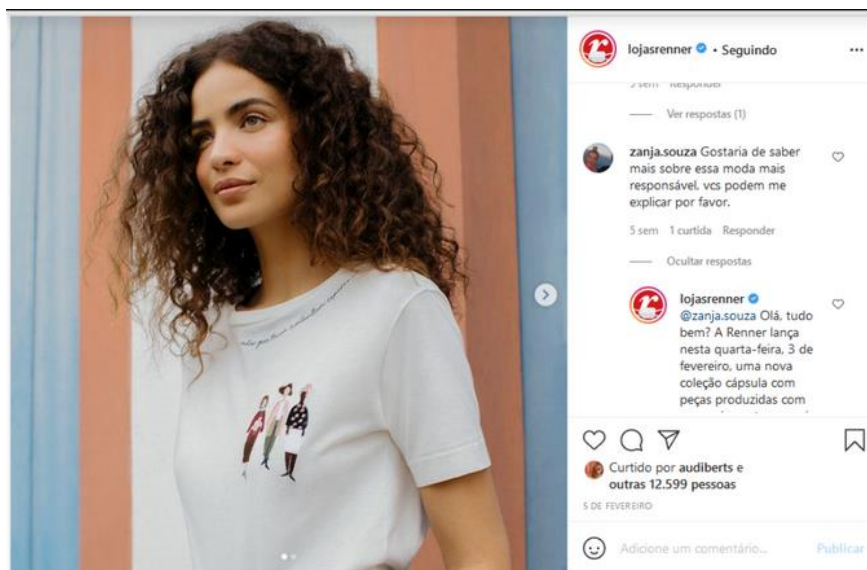 lojasrenner • Seguindo
5 sem Responder
Ver respostas (1)
zanja.souza Gostaria de saber
mais sobre essa moda mais
responsável, vcs podem me
explicar por favor.
5 sem 1 curtida Responder
Ocultar respostas
lojasrenner
@zanja.souza Olá, tudo
bem? A Renner lança
nesta quarta-feira, 3 de
fevereiro, uma nova
coleção cápsula com
peças produzidas com
Curtido por audiberts e
outras 12.599 pessoas
5 DE FEVEREIRO
Adicione um comentário... Publicar